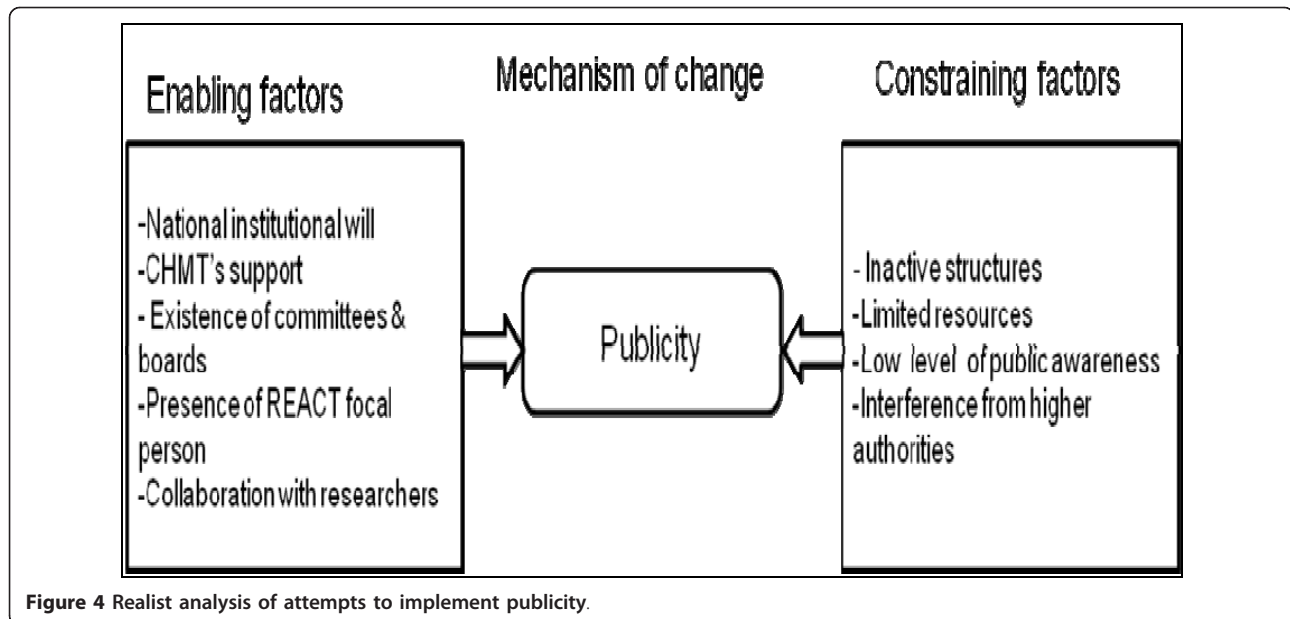 Enabling factors
Mechanism of change
Constraining factors
-National institutional will
-CHMT's support
- Existence of committees &
boards
-Presence of REACT focal
person
-Collaboration with researchers
Publicity
- Inactive structures
-Limited resources
-Low level of public awareness
-Interference from higher
authorities
Figure 4 Realist analysis of attempts to implement publicity.